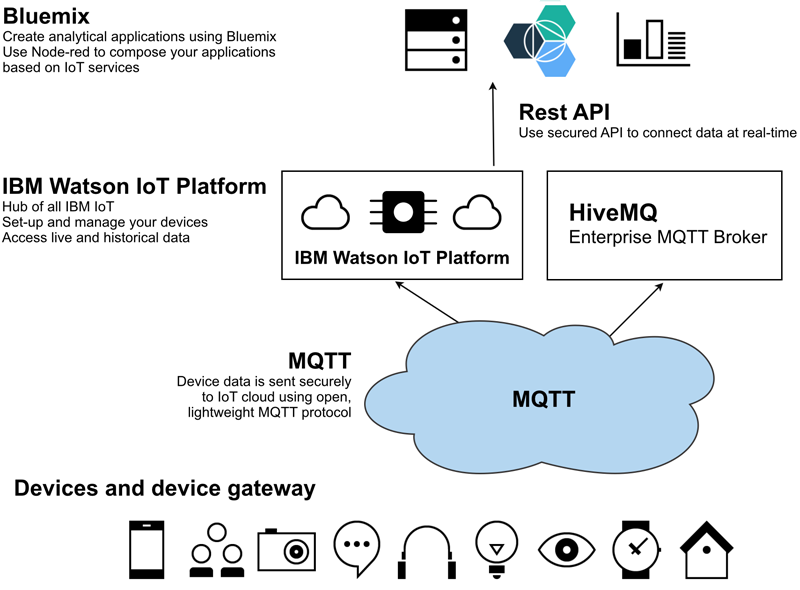 Bluemix
Create analytical applications using Bluemix
Use Node-red to compose your applications
based on IoT services
Rest API
Use secured API to connect data at real-time
IBM Watson IoT Platform
Hub of all IBM IoT
Set-up and manage your devices
Access live and historical data
IBM Watson IoT Platform
HiveMQ
Enterprise MQTT Broker
MQTT
Device data is sent securely
to IoT cloud using open,
lightweight MQTT protocol
MQTT
Devices and device gateway